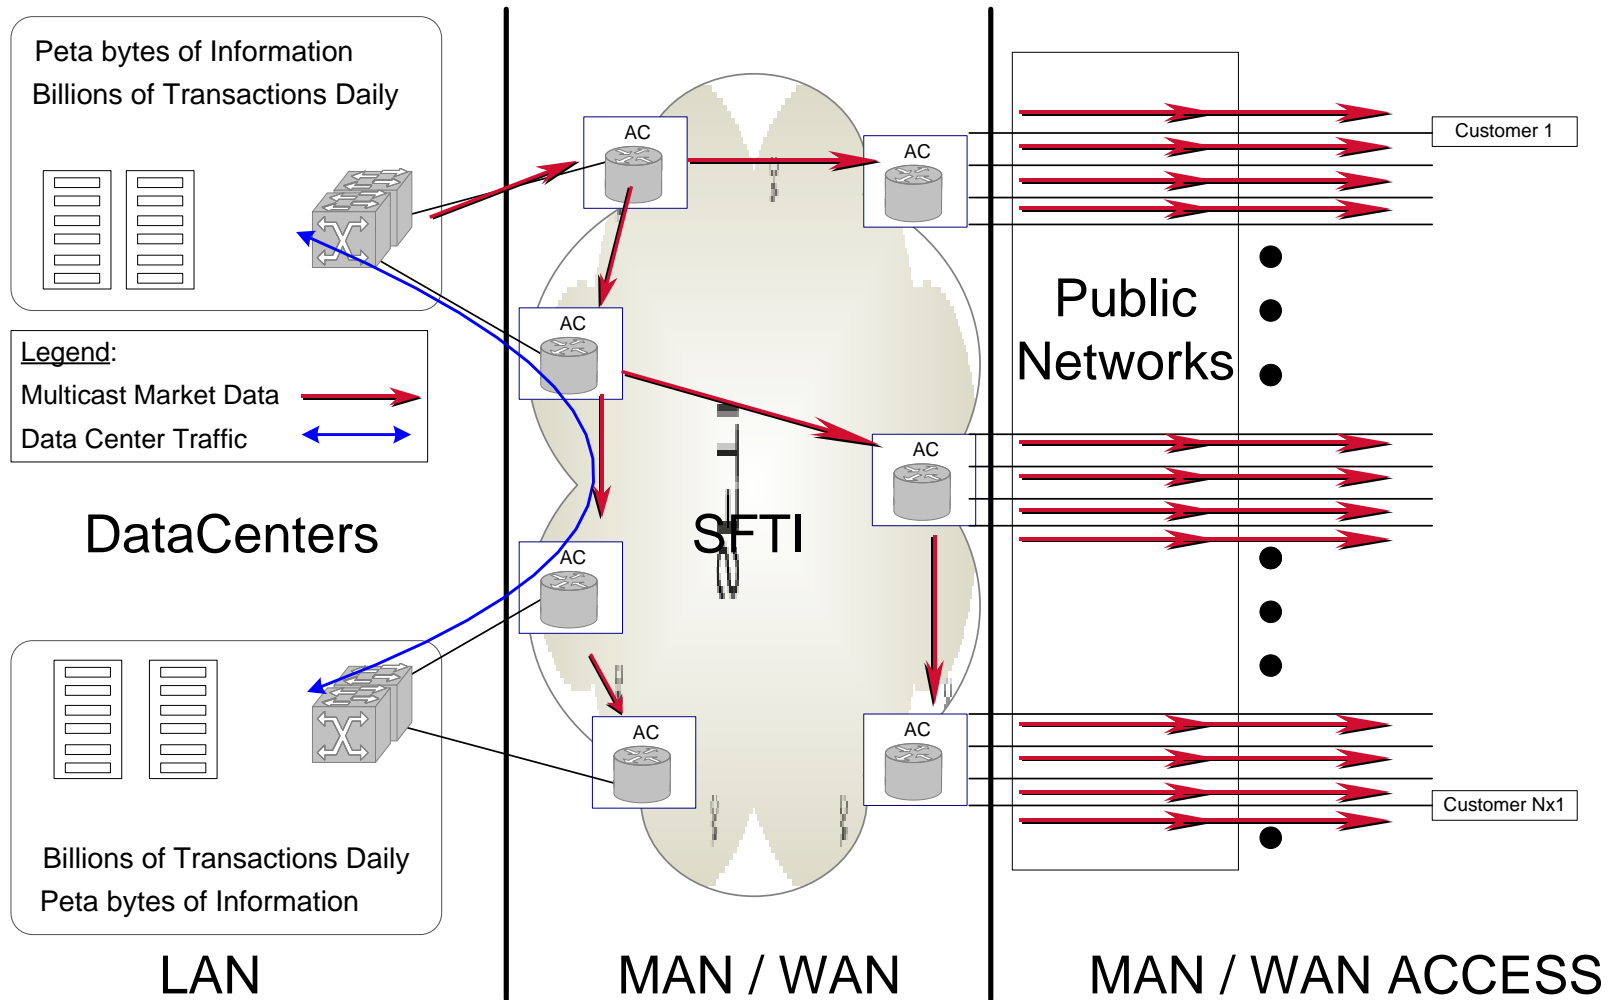 Peta bytes of Information
Billions of Transactions Daily
Legend:
Multicast Market Data
Data Center Traffic
DataCenters
Billions of Transactions Daily
Peta bytes of Information
LAN
AC
AC
AC
AC
SFTI
AC
AC
AC
MAN / WAN
Public
Networks
Customer 1
Customer Nx1
MAN / WAN ACCESS